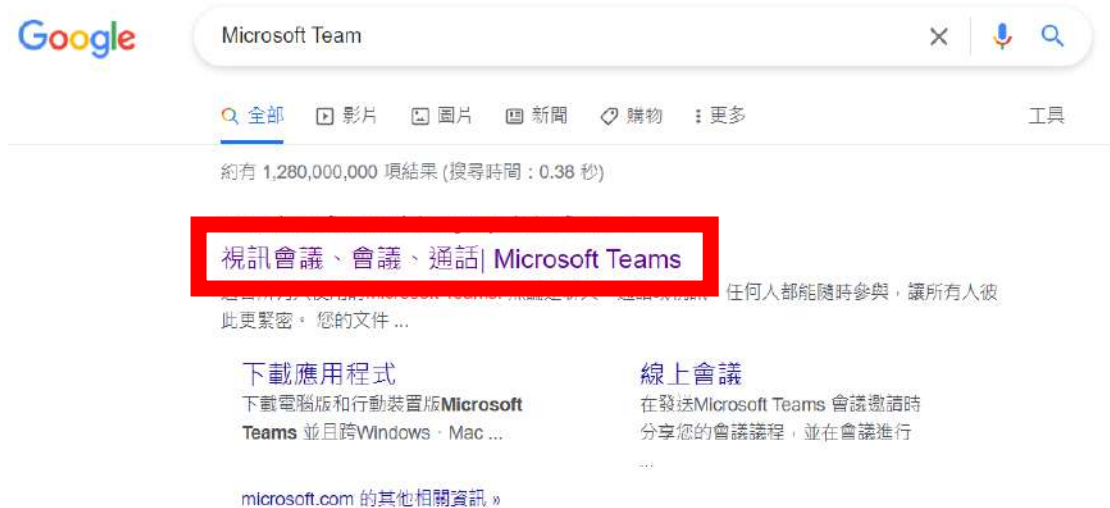 Google
Microsoft Team
全部 影片 圖片 新聞 購物 更多 工具
約有 1,280,000,000 項結果 (搜尋時間：0.38 秒)
視訊會議、會議、通話| Microsoft Teams
任何人都能隨時參與，讓所有人彼
此更緊密。 您的文件 ...
下載應用程式
下載電腦版和行動裝置版Microsoft
Teams 並且跨Windows、Mac ...
線上會議
在發送Microsoft Teams 會議邀請時
分享您的會議議程，並在會議進行
...
microsoft.com 的其他相關資訊 »